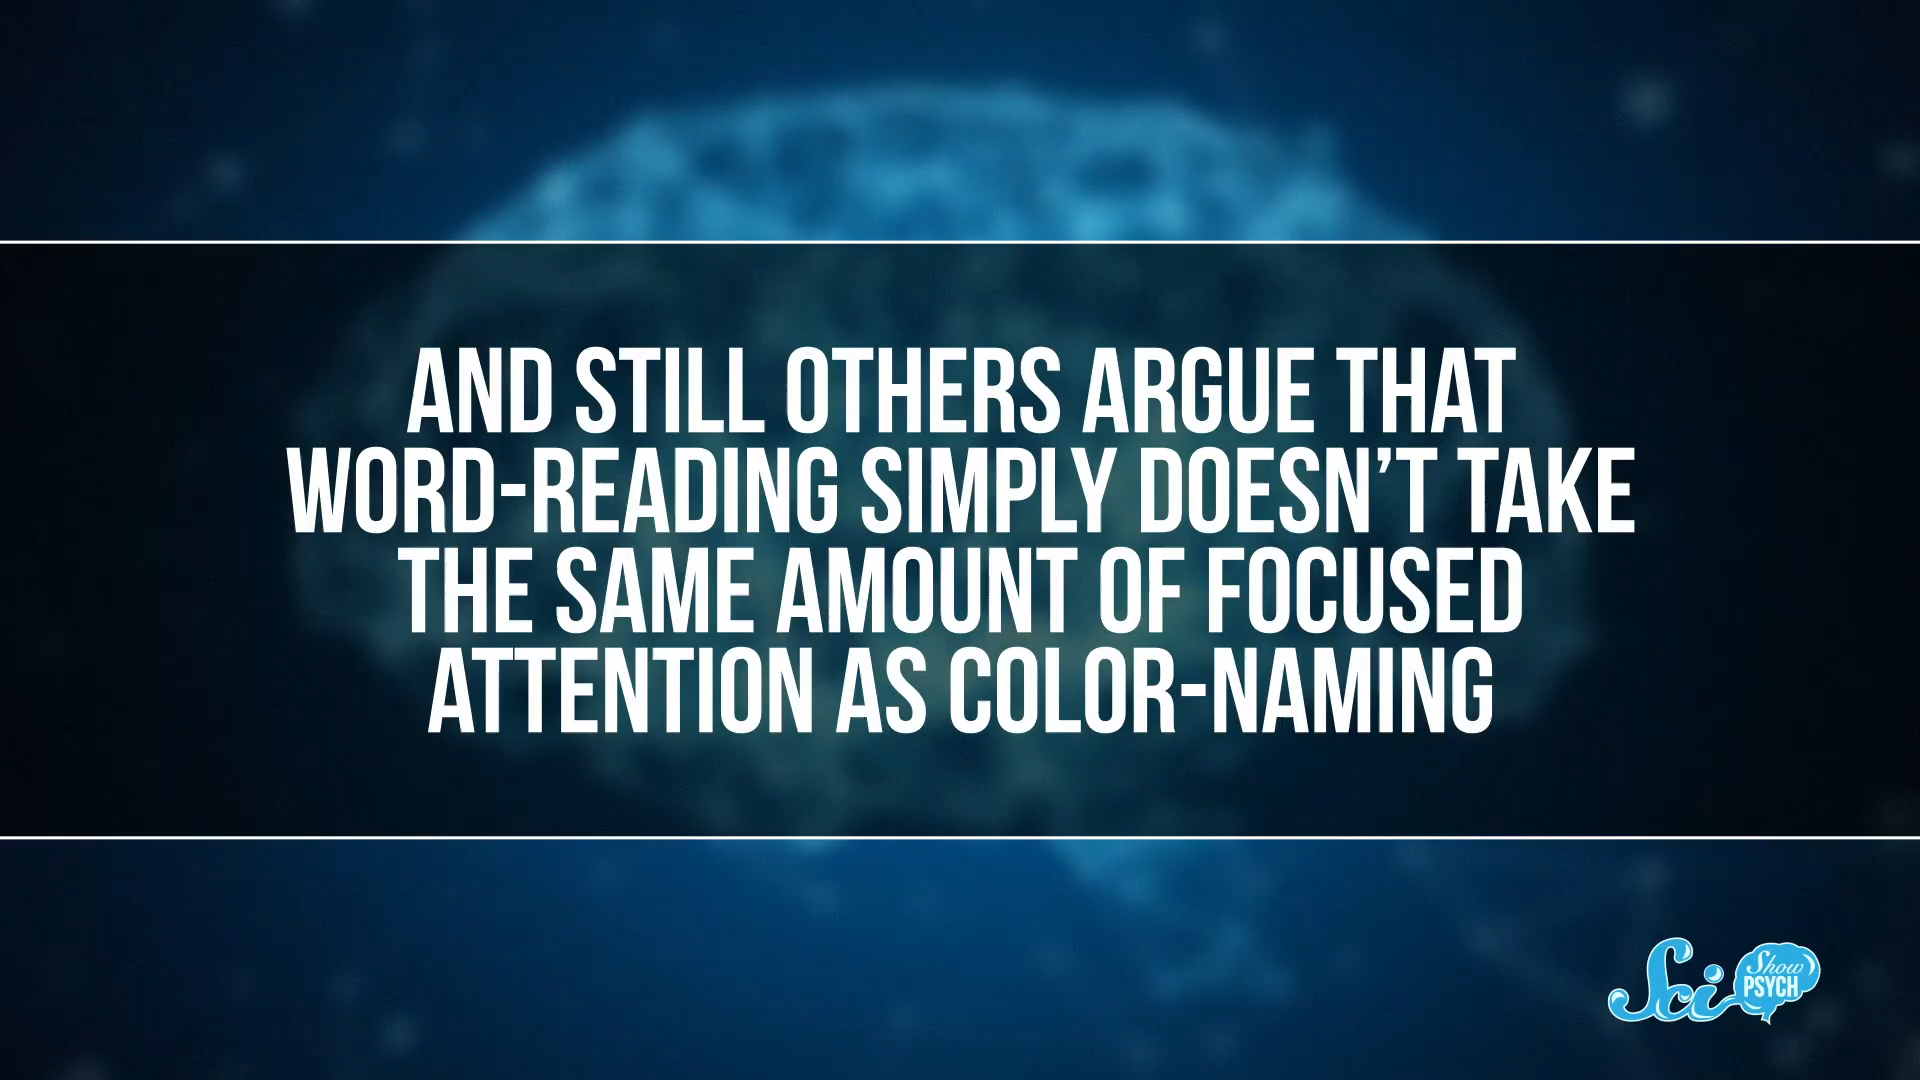 AND STILL OTHERS ARGUE THAT
WORD-READING SIMPLY DOESN'T TAKE
THE SAME AMOUNT OF FOCUSED
ATTENTION AS COLOR-NAMING
Sci Show
PSYCH